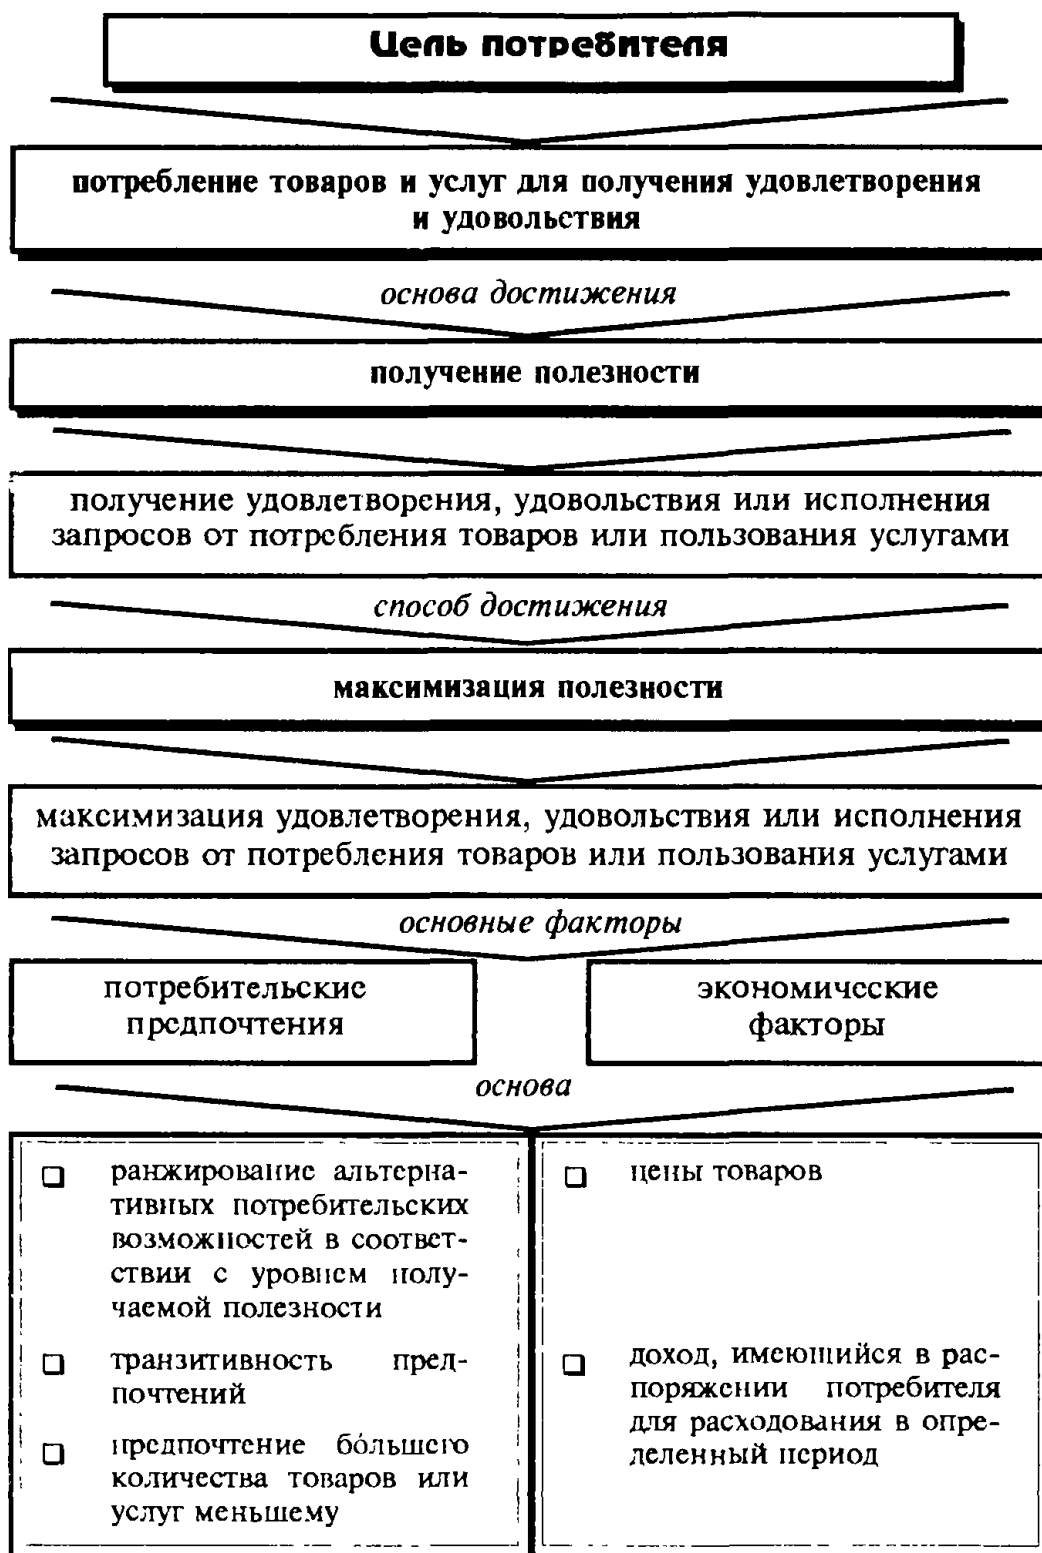 Цель потребителя
потребление товаров и услуг для получения удовлетворения
и удовольствия
основа достижения
получение полезности
получение удовлетворения, удовольствия или исполнения
запросов от потребления товаров или пользования услугами
способ достижения
максимизация полезности
максимизация удовлетворения, удовольствия или исполнения
запросов от потребления товаров или пользования услугами
основные факторы
потребительские
предпочтения
экономические
факторы
основа
ранжирование альтерна-
тивных потребительских
возможностей в соответ-
ствии с уровнем полу-
чаемой полезности
транзитивность пред-
почтений
предпочтение бо́льшего
количества товаров или
услуг меньшему
цены товаров
доход, имеющийся в рас-
поряжении потребителя
для расходования в опре-
деленный период